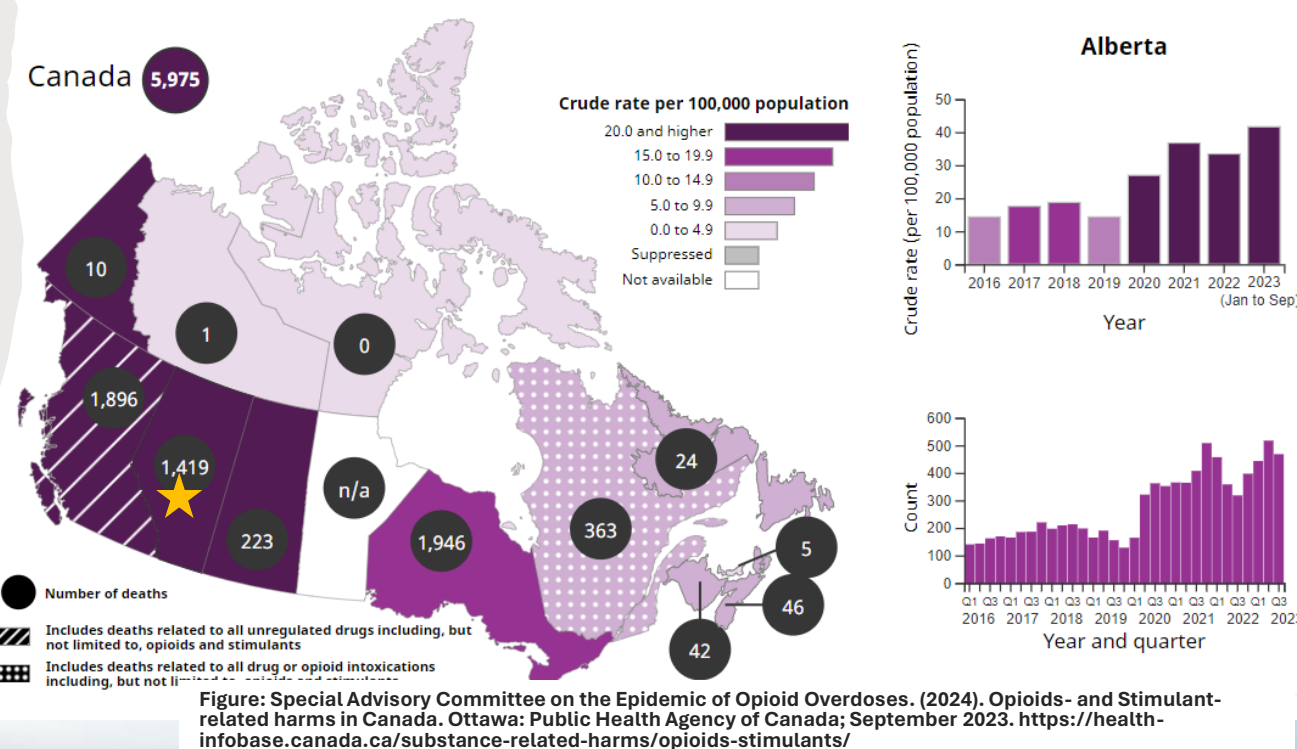 Canada 5,975
Crude rate per 100,000 population
20.0 and higher
15.0 to 19.9
10.0 to 14.9
5.0 to 9.9
0.0 to 4.9
Suppressed
Not available
10
1
0
1,896
1,419
223
n/a
1,946
363
24
5
46
42
Number of deaths
Includes deaths related to all unregulated drugs including, but
not limited to, opioids and stimulants
Includes deaths related to all drug or opioid intoxications
including, but not limited to, opioids and stimulants
Alberta
Crude rate (per 100,000 population)
50
40
30
20
10
0
2016 2017 2018 2019 2020 2021 2022 2023
(Jan to Sep)
Year
Count
600
500
400
300
200
100
0
Q1 Q3 Q1 Q3 Q1 Q3 Q1 Q3 Q1 Q3 Q1 Q3 Q1 Q3 Q1 Q3
2016 2017 2018 2019 2020 2021 2022 2023
Year and quarter
Figure: Special Advisory Committee on the Epidemic of Opioid Overdoses. (2024). Opioids- and Stimulant-
related harms in Canada. Ottawa: Public Health Agency of Canada; September 2023. https://health-
infobase.canada.ca/substance-related-harms/opioids-stimulants/